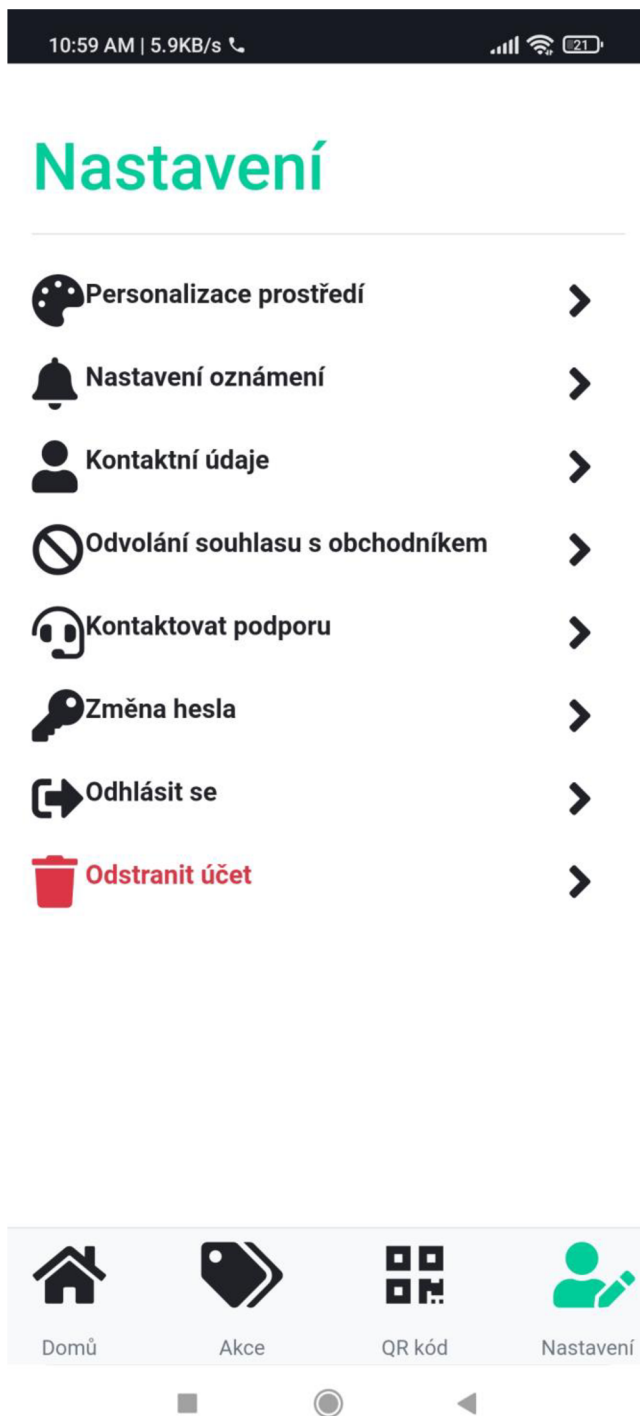 10:59 AM | 5.9KB/s 21
Nastavení
Personalizace prostředí
Nastavení oznámení
Kontaktní údaje
Odvolání souhlasu s obchodníkem
Kontaktovat podporu
Změna hesla
Odhlásit se
Odstranit účet
Domů Akce QR kód Nastavení